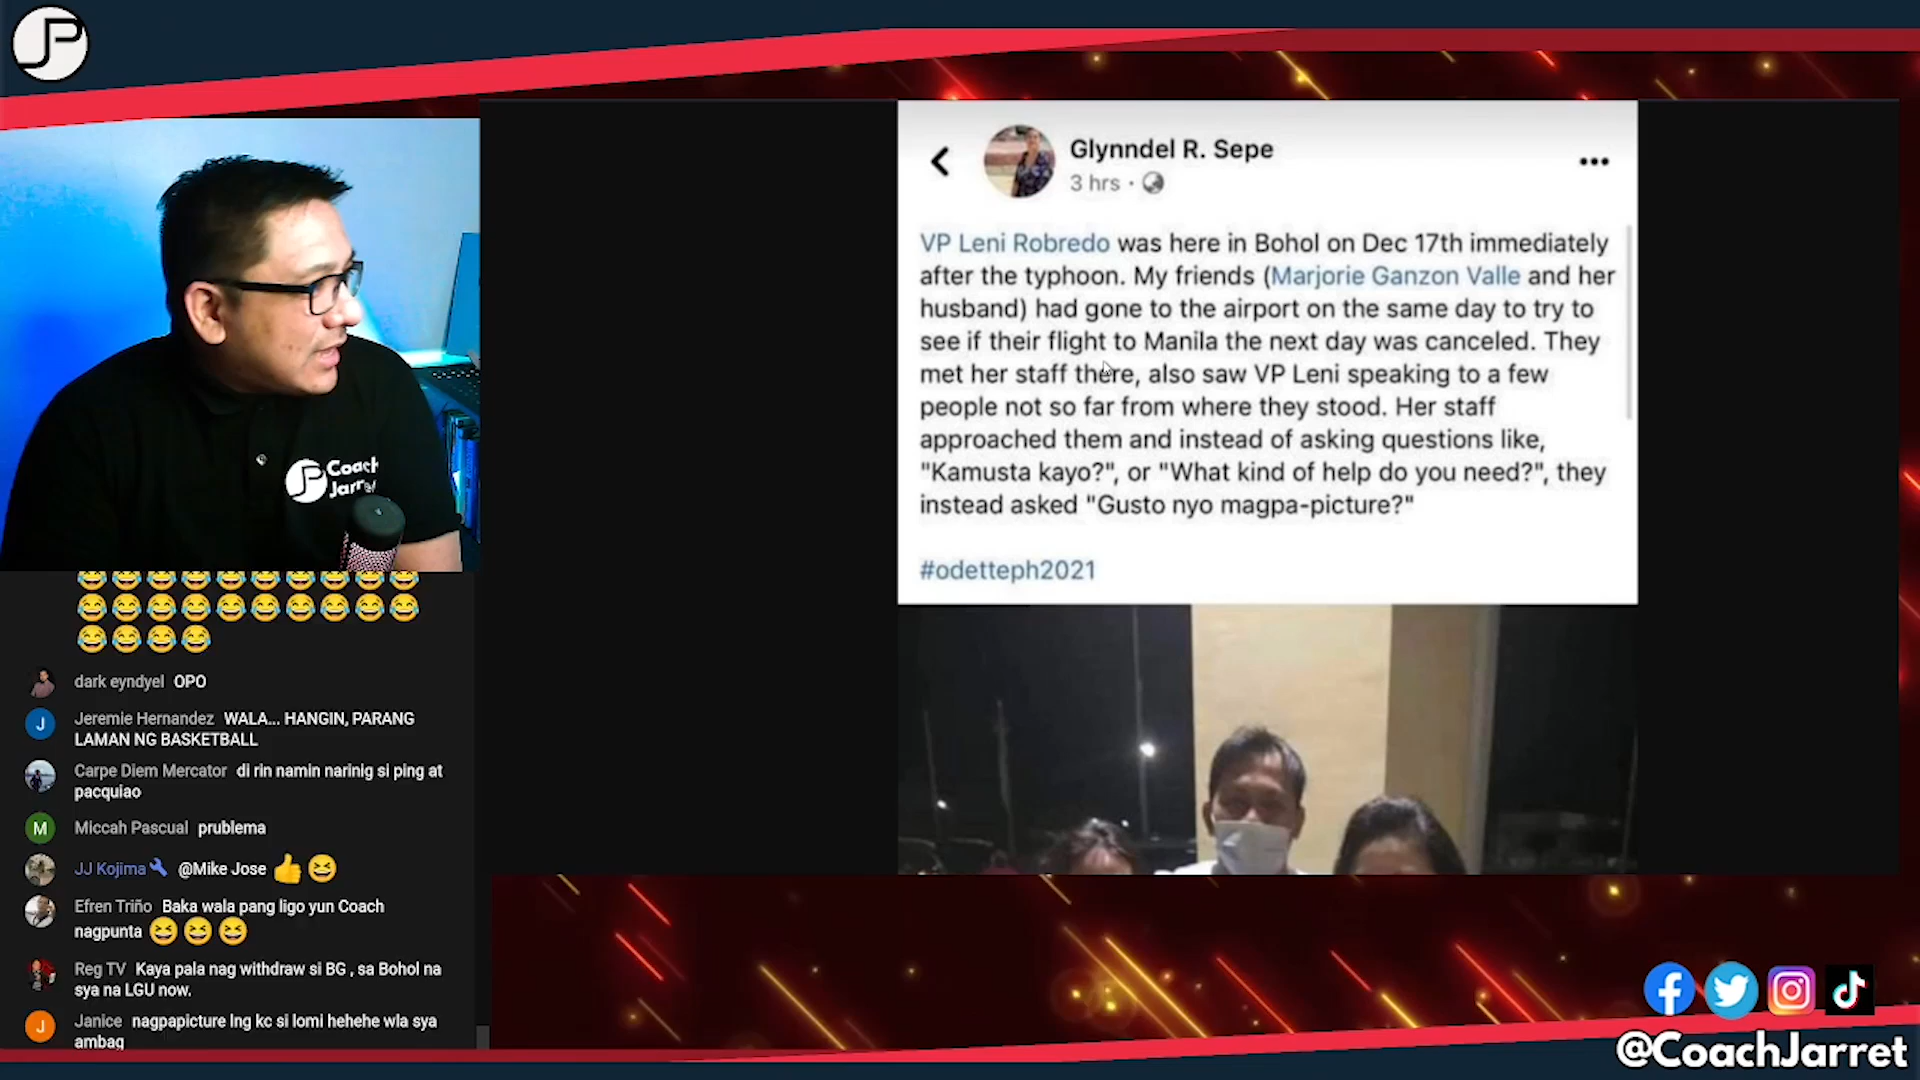 JP
Coach
Jarret
Glynndel R. Sepe
3 hrs ·
VP Leni Robredo was here in Bohol on Dec 17th immediately
after the typhoon. My friends (Marjorie Ganzon Valle and her
husband) had gone to the airport on the same day to try to
see if their flight to Manila the next day was canceled. They
met her staff there, also saw VP Leni speaking to a few
people not so far from where they stood. Her staff
approached them and instead of asking questions like,
"Kamusta kayo?", or "What kind of help do you need?", they
instead asked "Gusto nyo magpa-picture?"
#odetteph2021
dark eyndyel OPO
J
Jeremie Hernandez WALA... HANGIN, PARANG
LAMAN NG BASKETBALL
Carpe Diem Mercator di rin namin narinig si ping at
pacquiao
M
Miccah Pascual prublema
JJ Kojima @Mike Jose
Efren Triño Baka wala pang ligo yun Coach
nagpunta
Reg TV Kaya pala nag withdraw si BG , sa Bohol na
sya na LGU now.
J
Janice nagpapicture lng kc si lomi hehehe wla sya
ambag
@CoachJarret